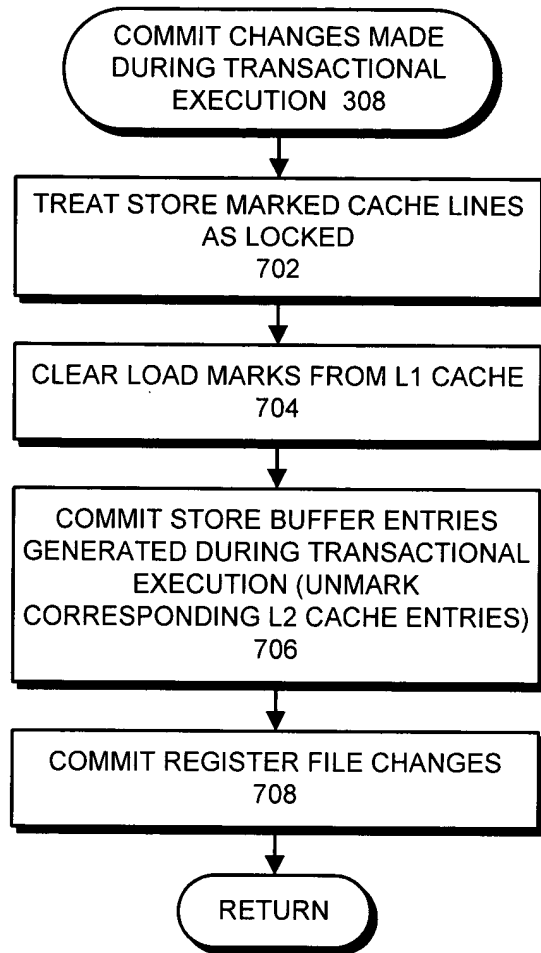 COMMIT CHANGES MADE
DURING TRANSACTIONAL
EXECUTION 308
TREAT STORE MARKED CACHE LINES
AS LOCKED
702
CLEAR LOAD MARKS FROM L1 CACHE
704
COMMIT STORE BUFFER ENTRIES
GENERATED DURING TRANSACTIONAL
EXECUTION (UNMARK
CORRESPONDING L2 CACHE ENTRIES)
706
COMMIT REGISTER FILE CHANGES
708
RETURN